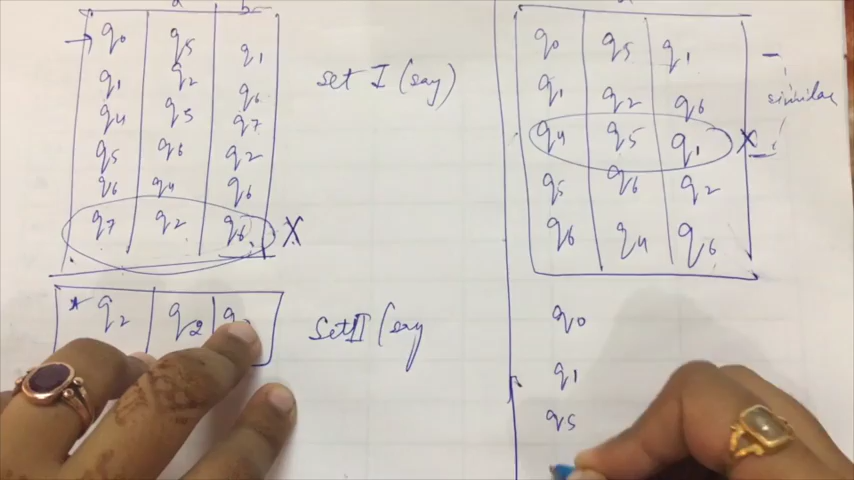 a b
→ q0 q5 q1
q1 q2 q6
q4 q5 q7
q5 q6 q2
q6 q4 q6
q7 q2 q6 X
set I (say)
* q2 q2
Set II (say
q0 q5 q1
q1 q2 q6
q4 q5 q1 X
q5 q6 q2
q6 q4 q6
similar
q0
q1
q5